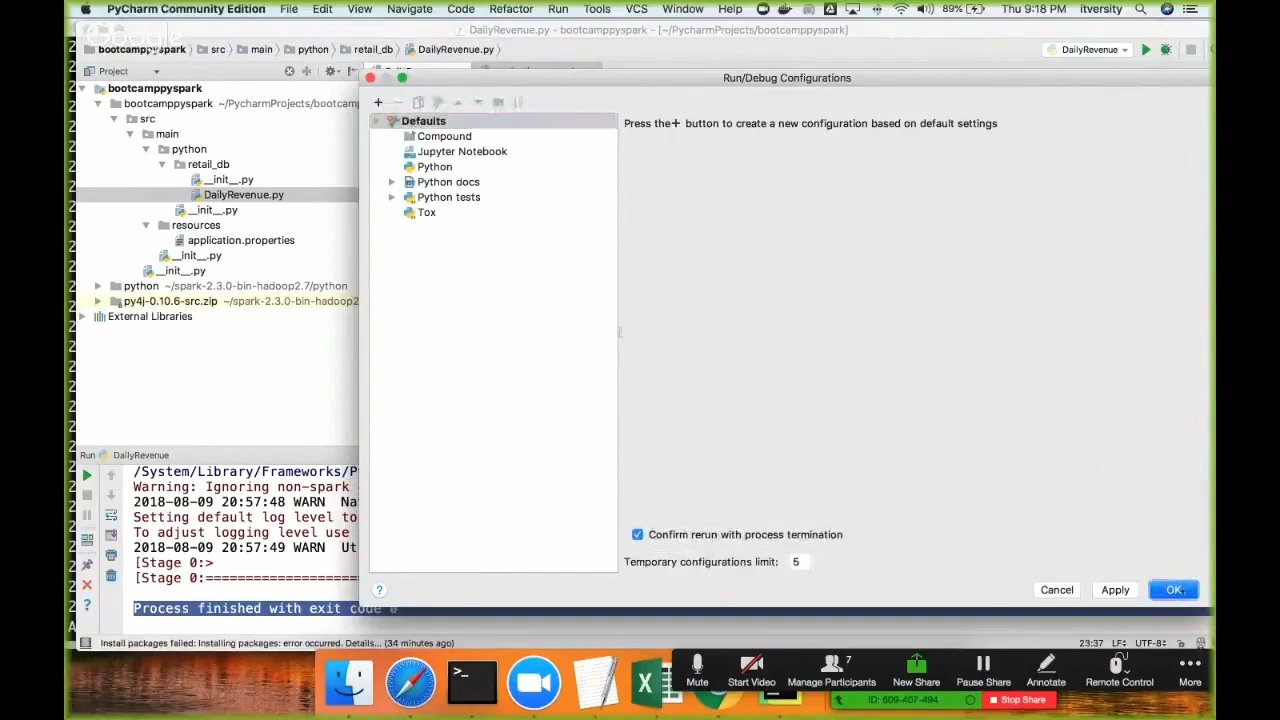 PyCharm Community Edition File Edit View Navigate Code Refactor Run Tools VCS Window Help 89% Thu 9:18 PM itversity
Google
DailyRevenue.py - bootcamppyspark - [~/PycharmProjects/bootcamppyspark]
bootcamppyspark src main python retail_db DailyRevenue.py DailyRevenue
Project
Run/Debug Configurations
bootcamppyspark
bootcamppyspark ~/PycharmProjects/bootcamp
src
main
python
retail_db
__init__.py
DailyRevenue.py
__init__.py
resources
application.properties
__init__.py
__init__.py
python ~/spark-2.3.0-bin-hadoop2.7/python
py4j-0.10.6-src.zip ~/spark-2.3.0-bin-hadoop2
External Libraries
Defaults
Compound
Jupyter Notebook
Python
Python docs
Python tests
Tox
Press the + button to create a new configuration based on default settings
Confirm rerun with process termination
Temporary configurations limit: 5
? Cancel Apply OK
Run DailyRevenue
/System/Library/Frameworks/P
Warning: Ignoring non-spark
2018-08-09 20:57:48 WARN Na
Setting default log level to
To adjust logging level use
2018-08-09 20:57:49 WARN Ut
[Stage 0:>
[Stage 0:====================
Process finished with exit code 0
Install packages failed: Installing packages: error occurred. Details... (34 minutes ago) 23:37 LF÷ UTF-8÷
Mute Start Video Manage Participants 7 New Share Pause Share Annotate Remote Control More
ID: 609-407-494 Stop Share